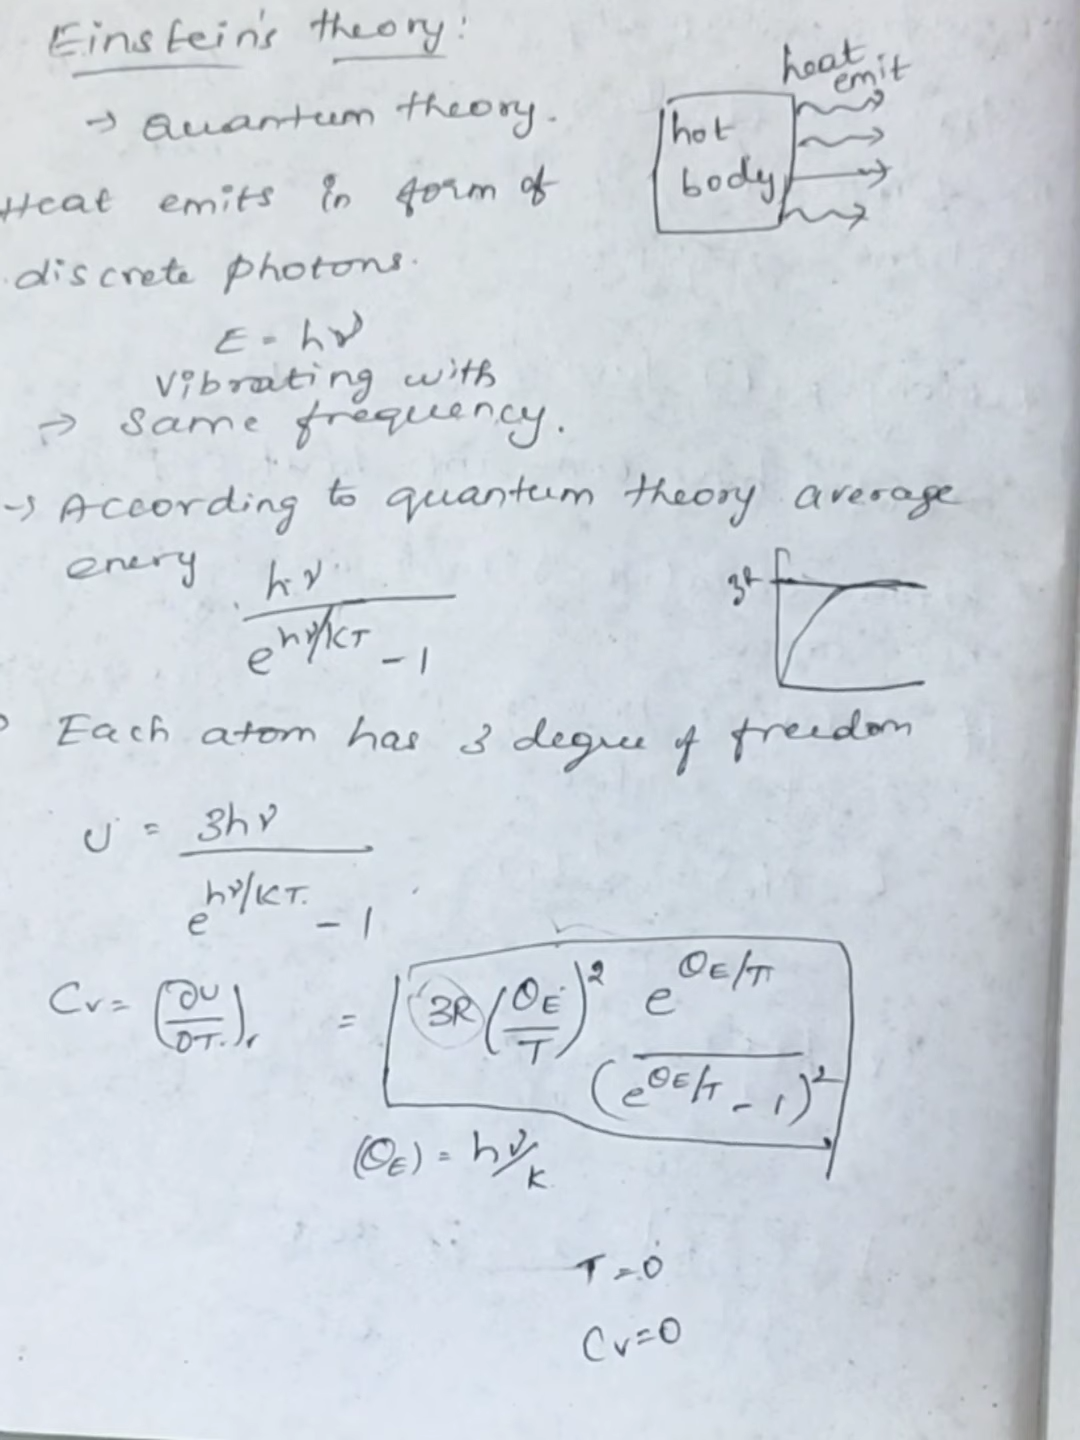 Einstein's theory:
→ Quantum theory.
heat
emit
hot
body
Heat emits in form of
discrete photons.
E = hν
Vibrating with
→ Same frequency.
→ According to quantum theory average
enery
hν
e^hν/KT - 1
Each atom has 3 degree of freedom
U = 3hν
e^hν/KT. - 1
Cv = (∂U/∂T.)v = 3R (θE/T)² e^θE/T
(e^θE/T - 1)²
(θE) = hν/K
T = 0
Cv = 0